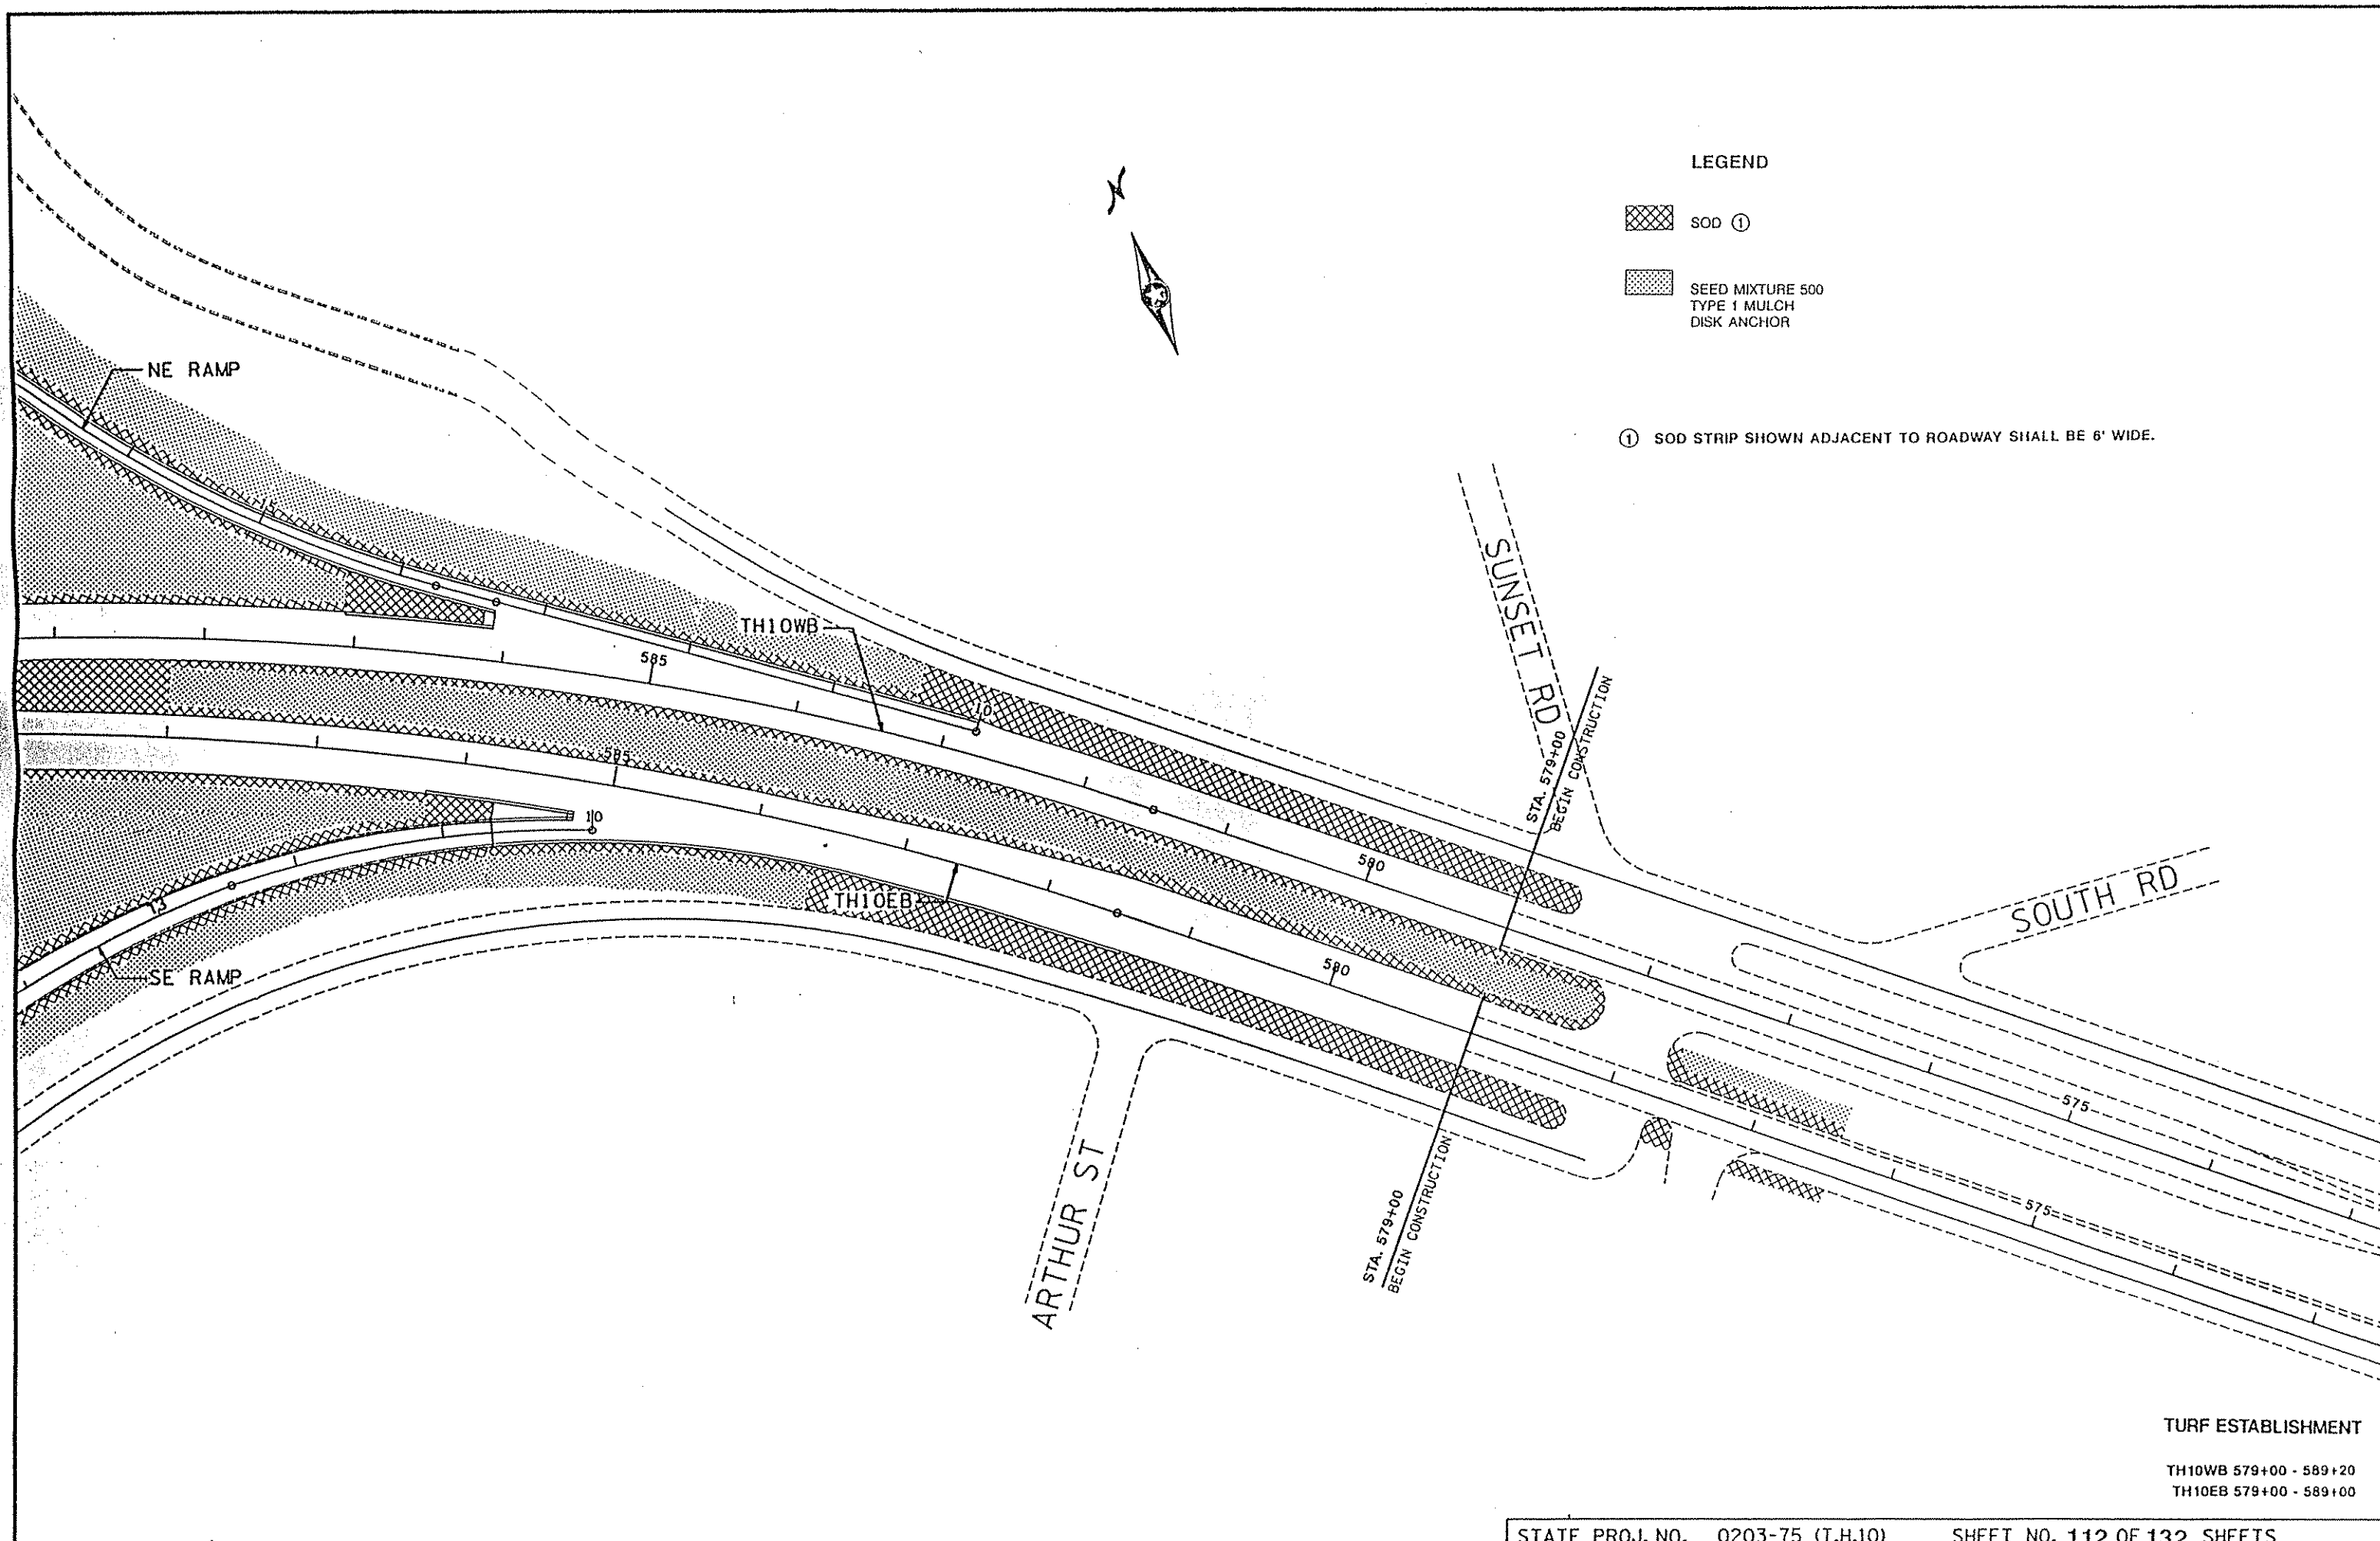 N
LEGEND
SOD ①
SEED MIXTURE 500
TYPE 1 MULCH
DISK ANCHOR
① SOD STRIP SHOWN ADJACENT TO ROADWAY SHALL BE 6' WIDE.
NE RAMP
15
TH10WB
585
10
SUNSET RD
STA. 579+00
BEGIN CONSTRUCTION
585
10
580
SOUTH RD
13
TH10EB
SE RAMP
580
575
575
ARTHUR ST
STA. 579+00
BEGIN CONSTRUCTION
TURF ESTABLISHMENT
TH10WB 579+00 - 589+20
TH10EB 579+00 - 589+00
STATE PROJ. NO. 0203-75 (T.H.10) SHEET NO. 112 OF 132 SHEETS